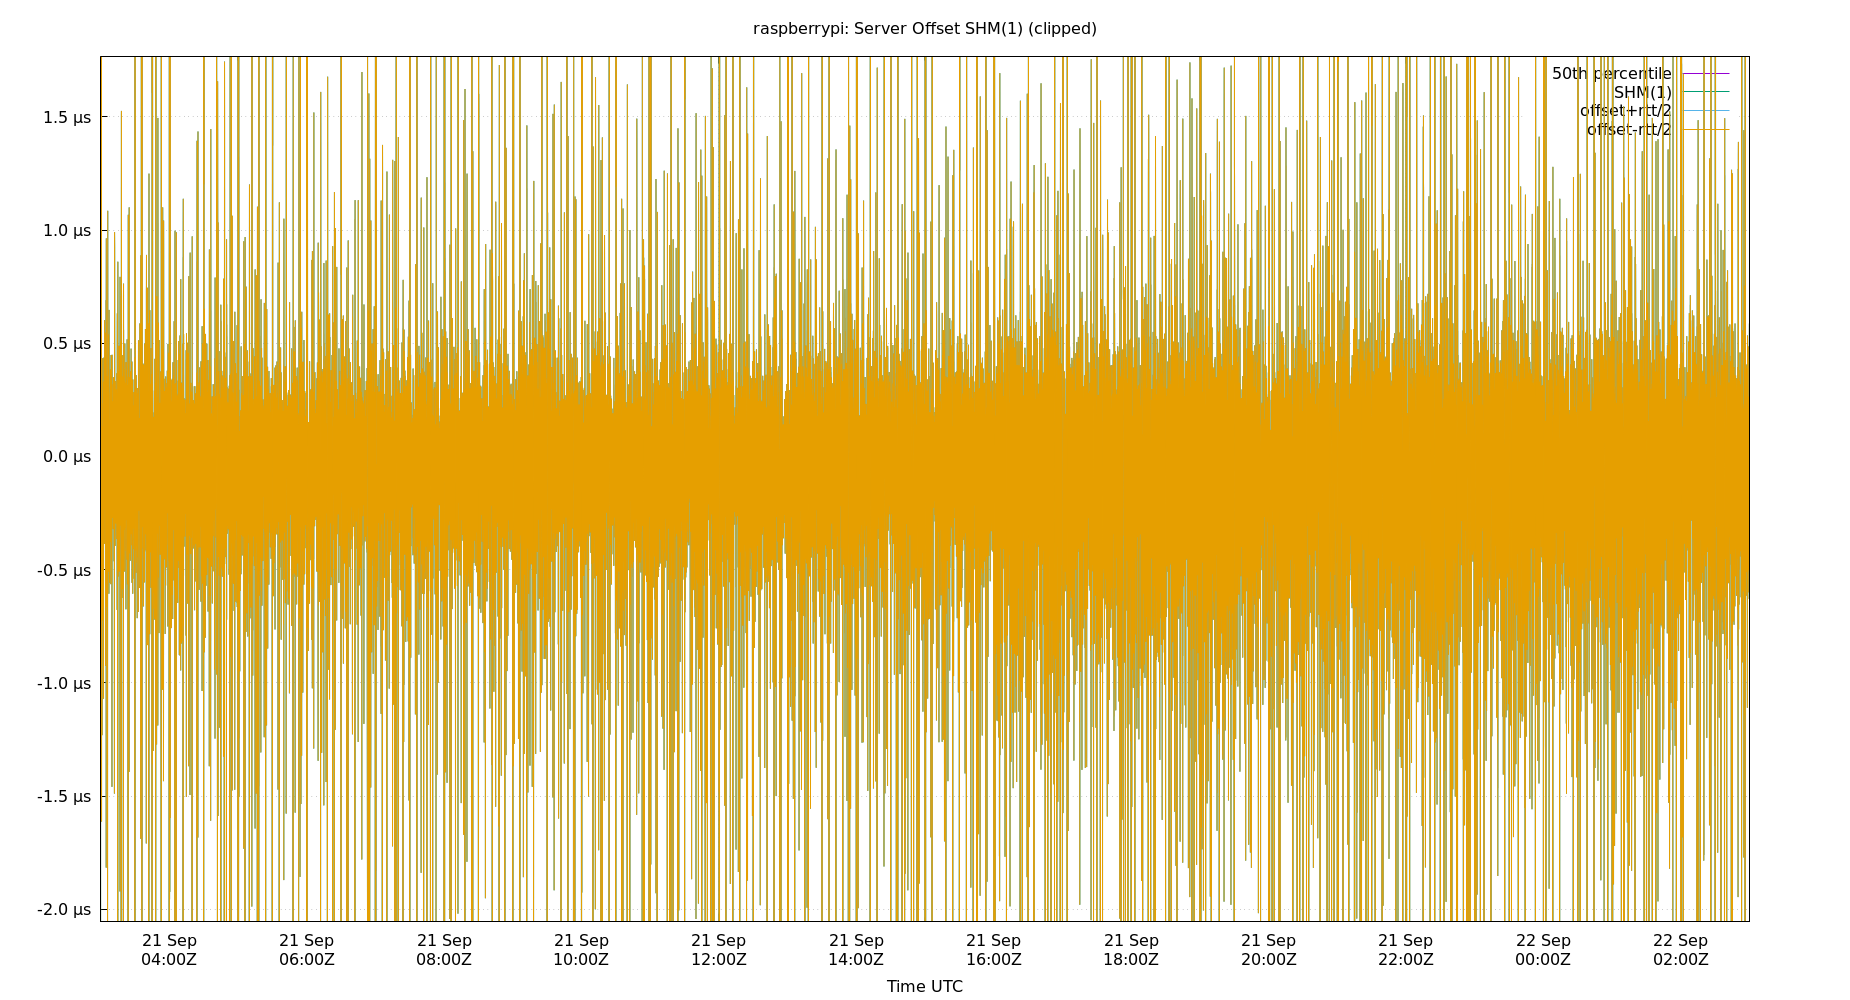 raspberrypi: Server Offset SHM(1) (clipped)
50th percentile
SHM(1)
offset+rtt/2
offset-rtt/2
1.5 µs
1.0 µs
0.5 µs
0.0 µs
-0.5 µs
-1.0 µs
-1.5 µs
-2.0 µs
21 Sep 21 Sep 21 Sep 21 Sep 21 Sep 21 Sep 21 Sep 21 Sep 21 Sep 21 Sep 22 Sep 22 Sep
04:00Z 06:00Z 08:00Z 10:00Z 12:00Z 14:00Z 16:00Z 18:00Z 20:00Z 22:00Z 00:00Z 02:00Z
Time UTC